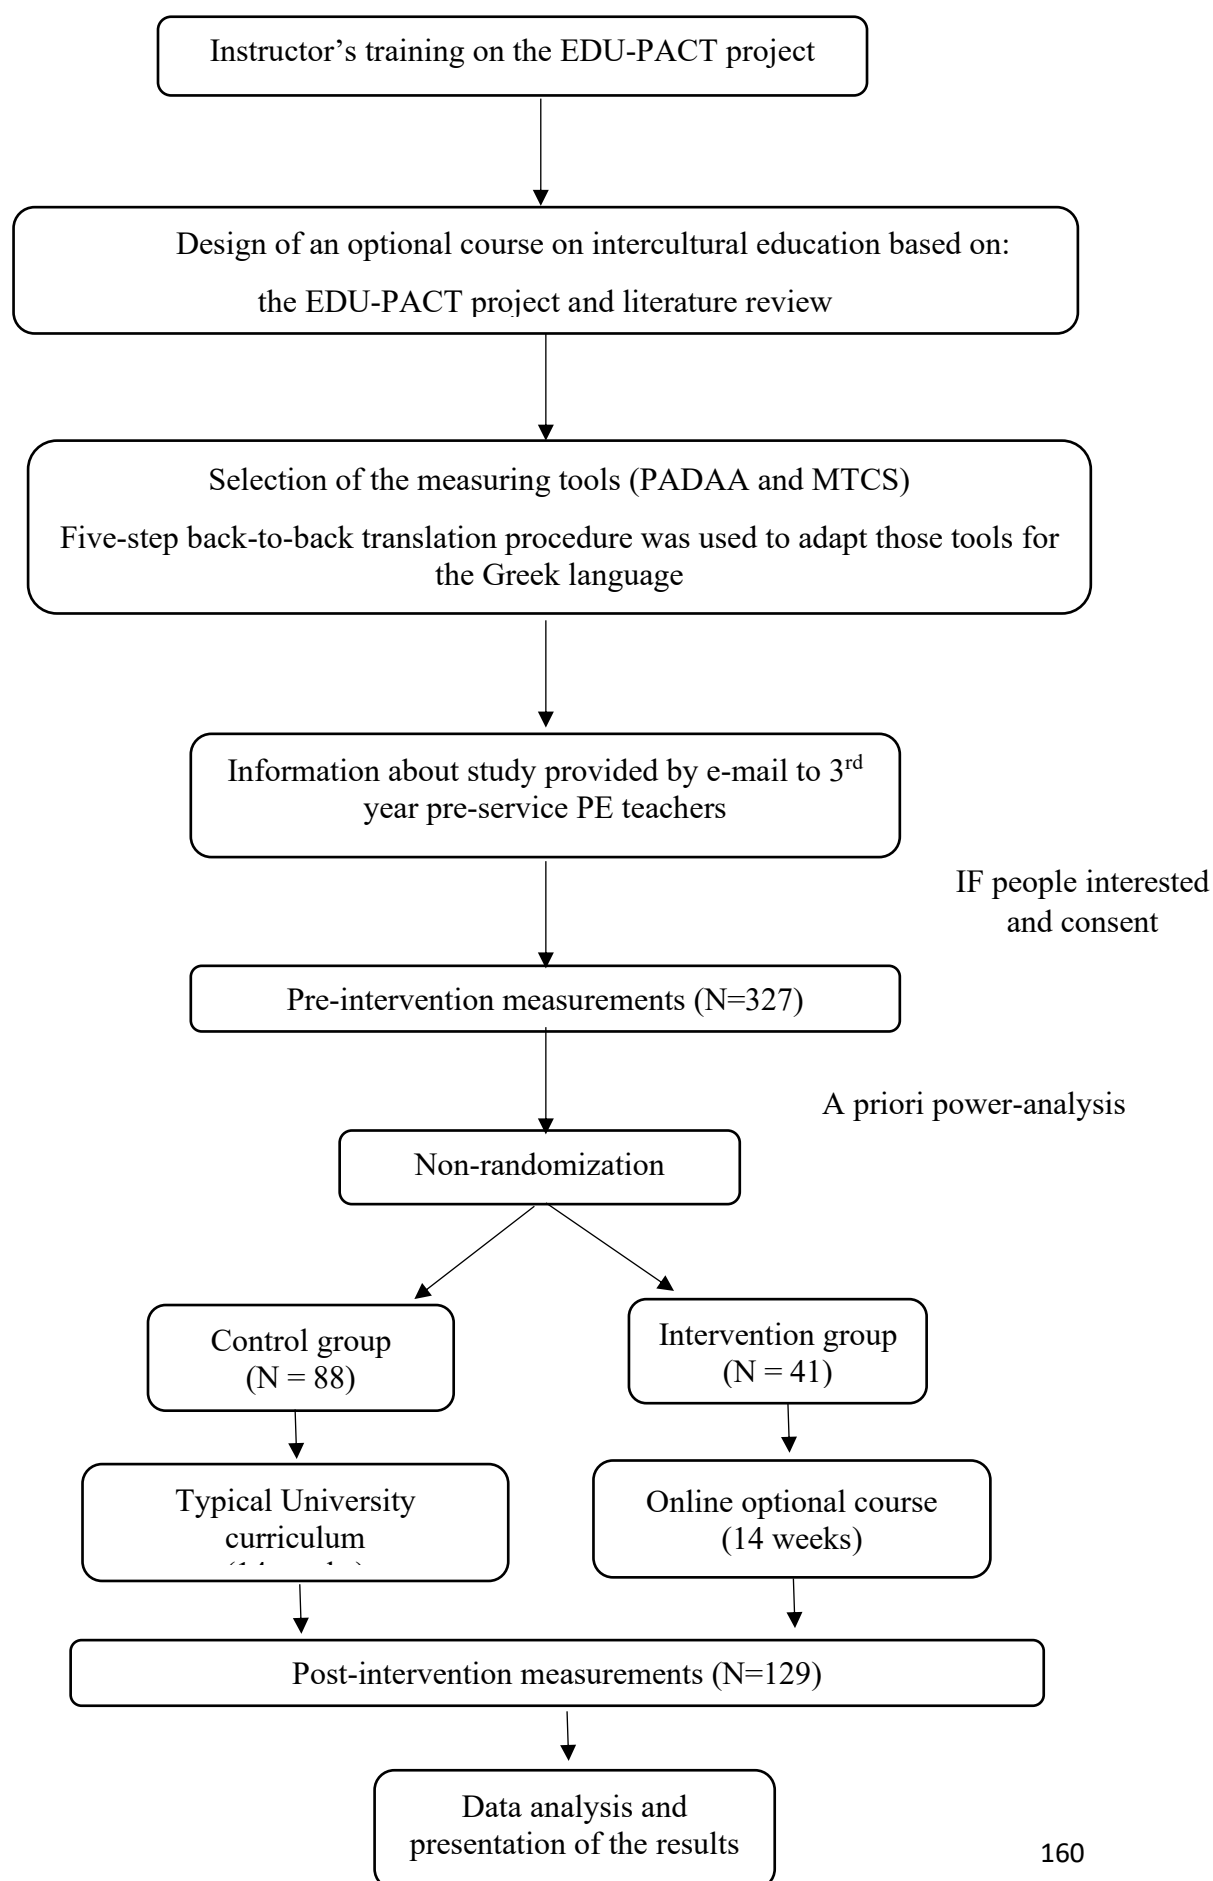 Instructor’s training on the EDU-PACT project
Design of an optional course on intercultural education based on:
the EDU-PACT project and literature review
Selection of the measuring tools (PADAA and MTCS)
Five-step back-to-back translation procedure was used to adapt those tools for
the Greek language
Information about study provided by e-mail to 3rd
year pre-service PE teachers
IF people interested
and consent
Pre-intervention measurements (N=327)
A priori power-analysis
Non-randomization
Control group
(N = 88)
Intervention group
(N = 41)
Typical University
curriculum
Online optional course
(14 weeks)
Post-intervention measurements (N=129)
Data analysis and
presentation of the results
160